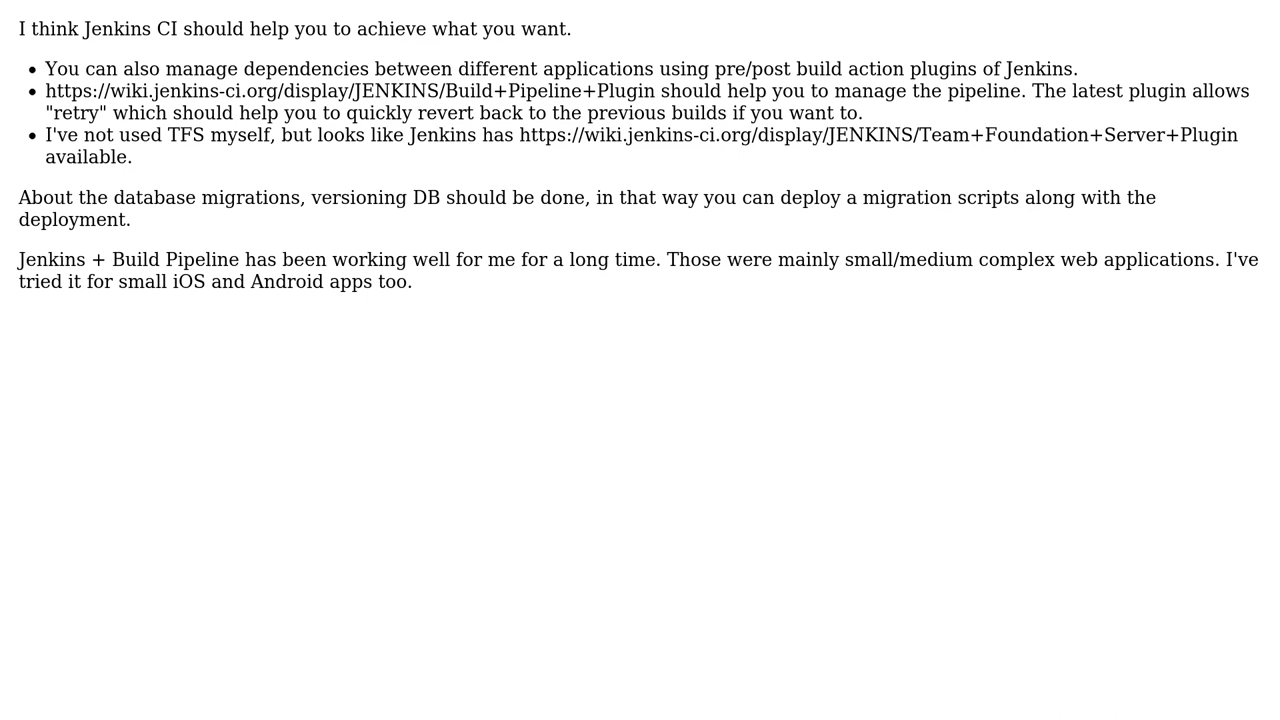 I think Jenkins CI should help you to achieve what you want.
• You can also manage dependencies between different applications using pre/post build action plugins of Jenkins.
• https://wiki.jenkins-ci.org/display/JENKINS/Build+Pipeline+Plugin should help you to manage the pipeline. The latest plugin allows
"retry" which should help you to quickly revert back to the previous builds if you want to.
• I've not used TFS myself, but looks like Jenkins has https://wiki.jenkins-ci.org/display/JENKINS/Team+Foundation+Server+Plugin
available.
About the database migrations, versioning DB should be done, in that way you can deploy a migration scripts along with the
deployment.
Jenkins + Build Pipeline has been working well for me for a long time. Those were mainly small/medium complex web applications. I've
tried it for small iOS and Android apps too.